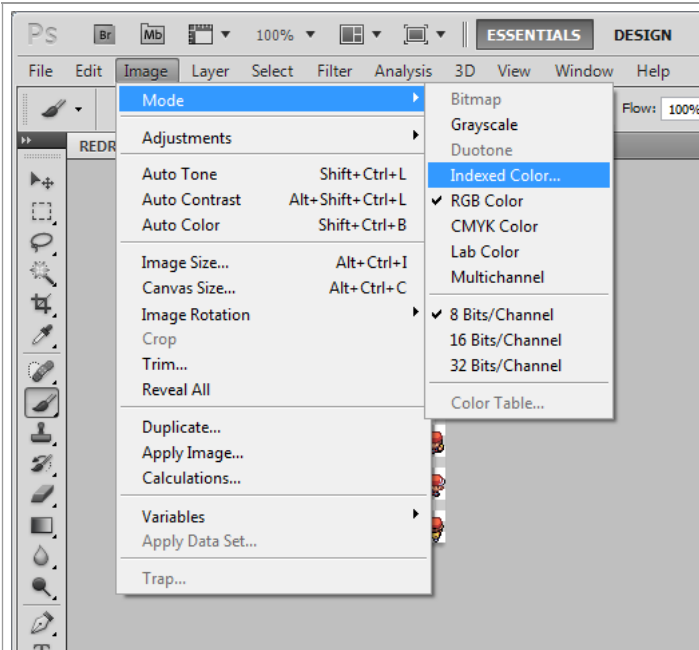 Ps Br Mb 100% ESSENTIALS DESIGN
File Edit Image Layer Select Filter Analysis 3D View Window Help
Flow: 100%
REDR
Mode
Adjustments
Auto Tone Shift+Ctrl+L
Auto Contrast Alt+Shift+Ctrl+L
Auto Color Shift+Ctrl+B
Image Size... Alt+Ctrl+I
Canvas Size... Alt+Ctrl+C
Image Rotation
Crop
Trim...
Reveal All
Duplicate...
Apply Image...
Calculations...
Variables
Apply Data Set...
Trap...
Bitmap
Grayscale
Duotone
Indexed Color...
RGB Color
CMYK Color
Lab Color
Multichannel
8 Bits/Channel
16 Bits/Channel
32 Bits/Channel
Color Table...